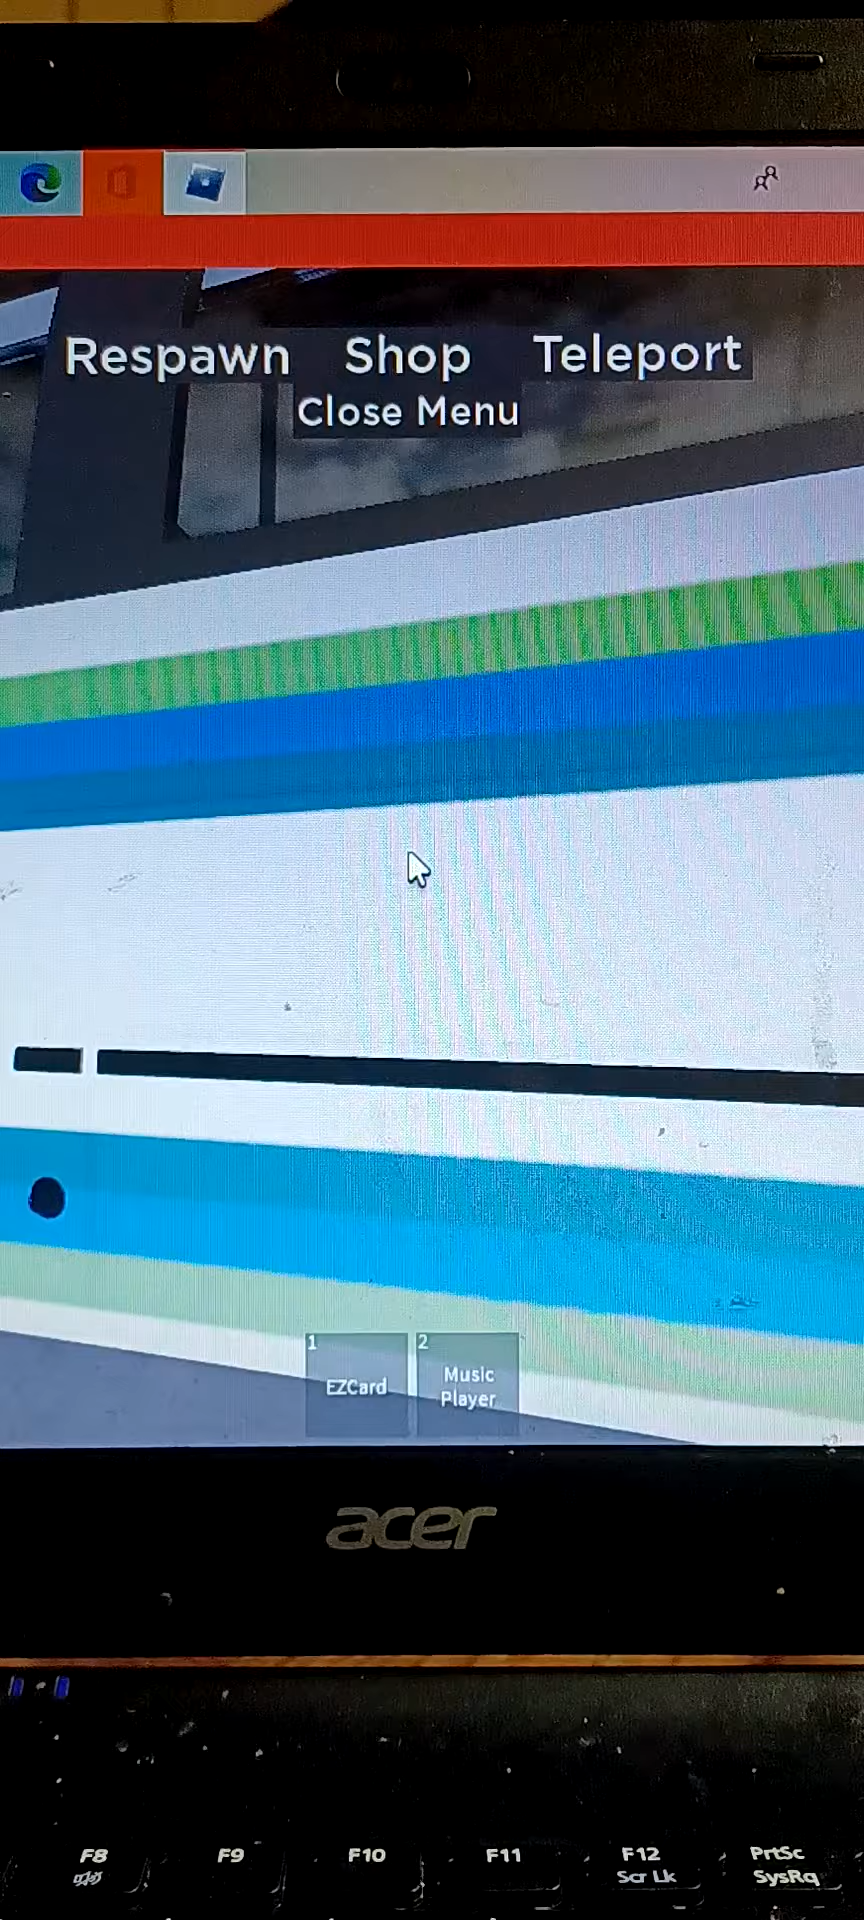 Respawn Shop Teleport
Close Menu
1 2
EZCard
Music
Player
acer
F8 F9 F10 F11 F12 PrtSc
Scr Lk SysRq